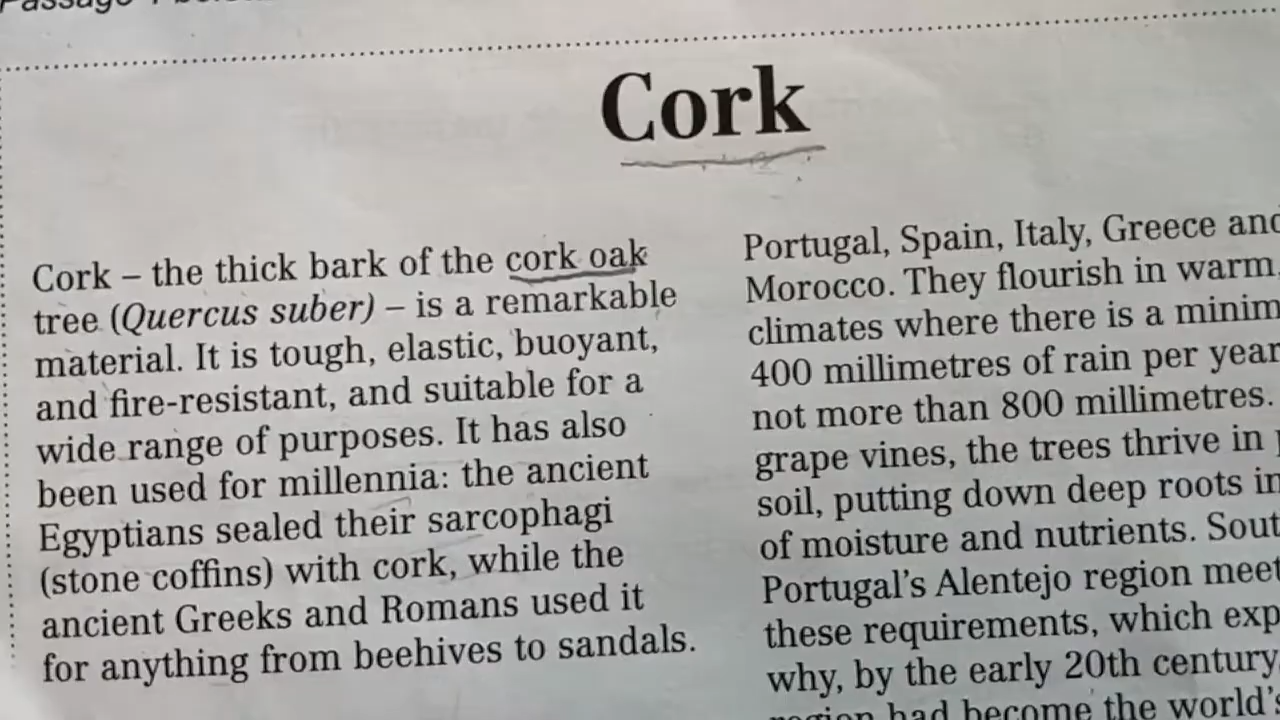 Cork
Cork – the thick bark of the cork oak
tree (Quercus suber) – is a remarkable
material. It is tough, elastic, buoyant,
and fire-resistant, and suitable for a
wide range of purposes. It has also
been used for millennia: the ancient
Egyptians sealed their sarcophagi
(stone coffins) with cork, while the
ancient Greeks and Romans used it
for anything from beehives to sandals.
Portugal, Spain, Italy, Greece and
Morocco. They flourish in warm,
climates where there is a minim
400 millimetres of rain per year
not more than 800 millimetres.
grape vines, the trees thrive in
soil, putting down deep roots in
of moisture and nutrients. Sout
Portugal's Alentejo region meet
these requirements, which exp
why, by the early 20th century,
region had become the world's